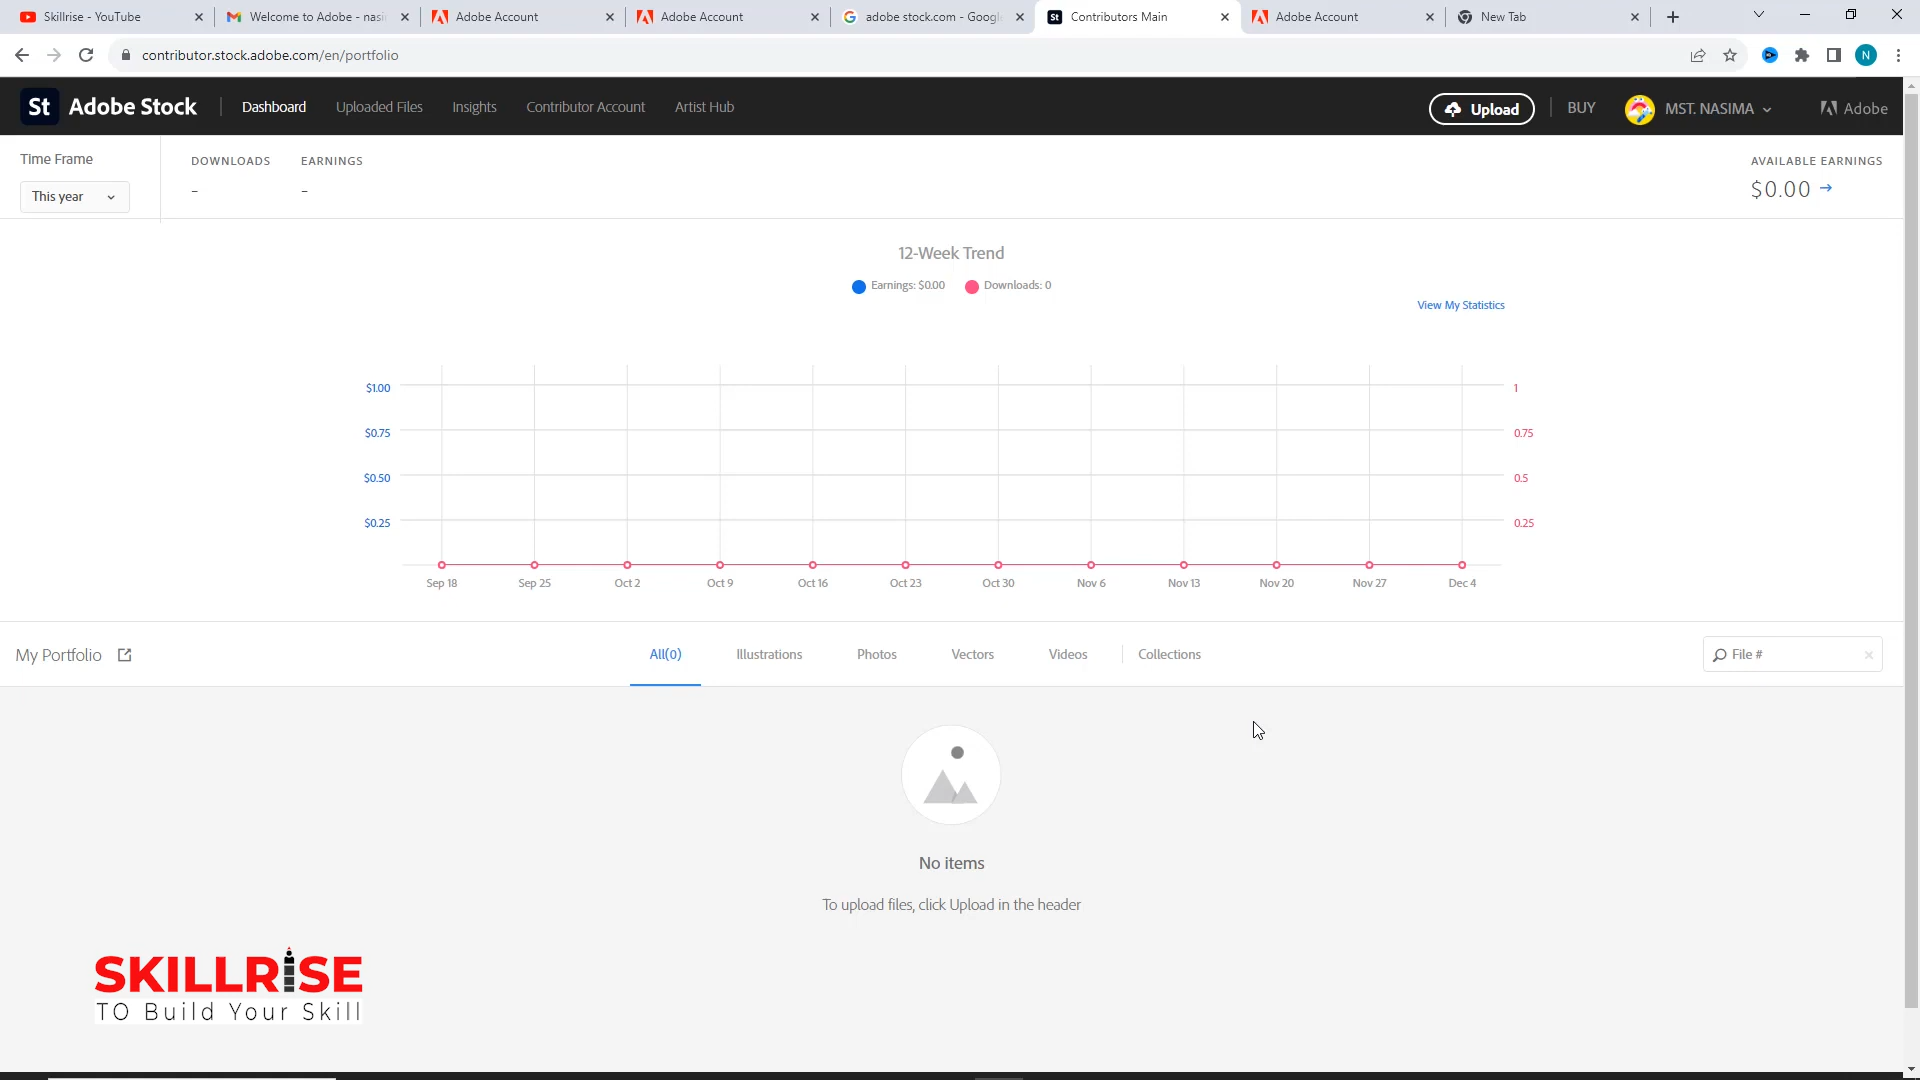 Skillrise - YouTube
Welcome to Adobe - nasi
Adobe Account
Adobe Account
adobe stock.com - Googl
Contributors Main
Adobe Account
New Tab
contributor.stock.adobe.com/en/portfolio
N
St Adobe Stock
Dashboard
Uploaded Files
Insights
Contributor Account
Artist Hub
Upload
BUY
MST. NASIMA
Adobe
Time Frame
This year
DOWNLOADS
-
EARNINGS
-
AVAILABLE EARNINGS
$0.00
12-Week Trend
Earnings: $0.00
Downloads: 0
View My Statistics
$1.00
1
$0.75
0.75
$0.50
0.5
$0.25
0.25
Sep 18
Sep 25
Oct 2
Oct 9
Oct 16
Oct 23
Oct 30
Nov 6
Nov 13
Nov 20
Nov 27
Dec 4
My Portfolio
All(0)
Illustrations
Photos
Vectors
Videos
Collections
File #
No items
To upload files, click Upload in the header
SKILLRISE
TO Build Your Skill